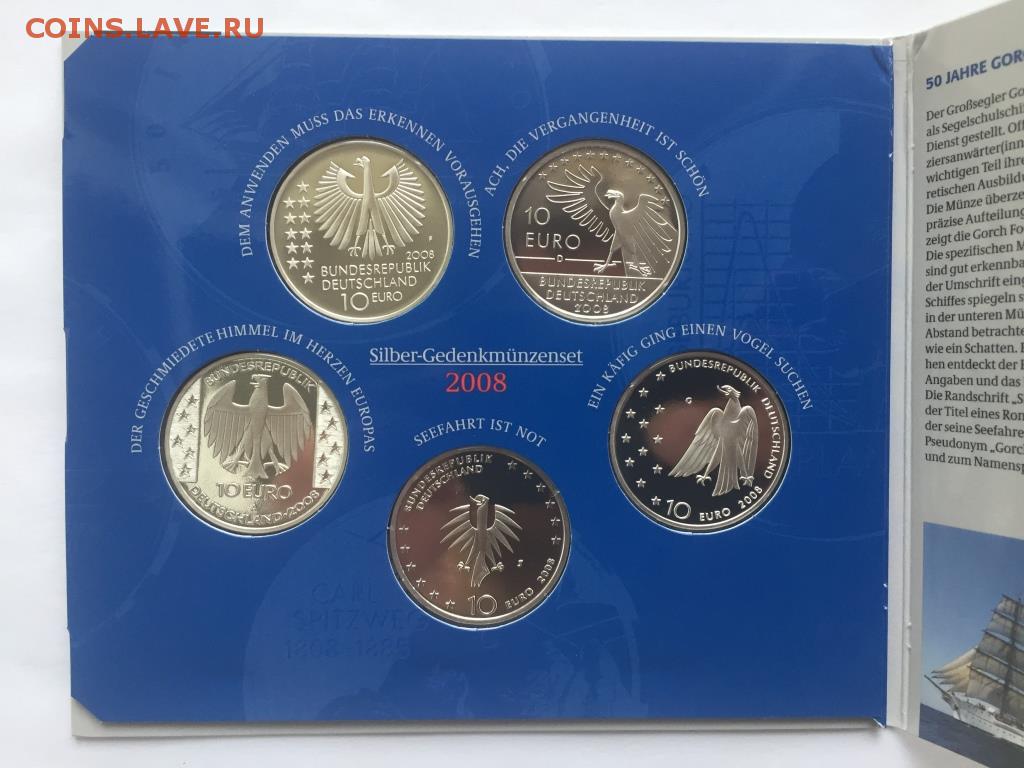 COINS.LAVE.RU
DEM ANWENDEN MUSS DAS ERKENNEN VORAUSGEHEN
2008
F
BUNDESREPUBLIK
DEUTSCHLAND
10 EURO
ACH, DIE VERGANGENHEIT IST SCHÖN
10
EURO
D
BUNDESREPUBLIK
DEUTSCHLAND
2008
DER GESCHMIEDETE HIMMEL IM HERZEN EUROPAS
BUNDESREPUBLIK
10 EURO
DEUTSCHLAND · 2008
Silber-Gedenkmünzenset
2008
SEEFAHRT IST NOT
BUNDESREPUBLIK
DEUTSCHLAND
J
10 EURO 2008
EIN KÄFIG GING EINEN VOGEL SUCHEN
BUNDESREPUBLIK DEUTSCHLAND
G
10 EURO 2008
CARL
SPITZWEG
1808-1885
50 JAHRE GORC
Der Großsegler Go
als Segelschulschi
Dienst gestellt. Off
ziersanwärter(inn
wichtigen Teil ihre
retischen Ausbildu
Die Münze überze
präzise Aufteilung
zeigt die Gorch Fo
Die spezifischen M
sind gut erkennba
der Umschrift eing
Schiffes spiegeln s
in der unteren Mü
Abstand betrachte
wie ein Schatten. E
hen entdeckt der B
Angaben und das
Die Randschrift „S
der Titel eines Rom
der seine Seefahre
Pseudonym „Gorch
und zum Namensp